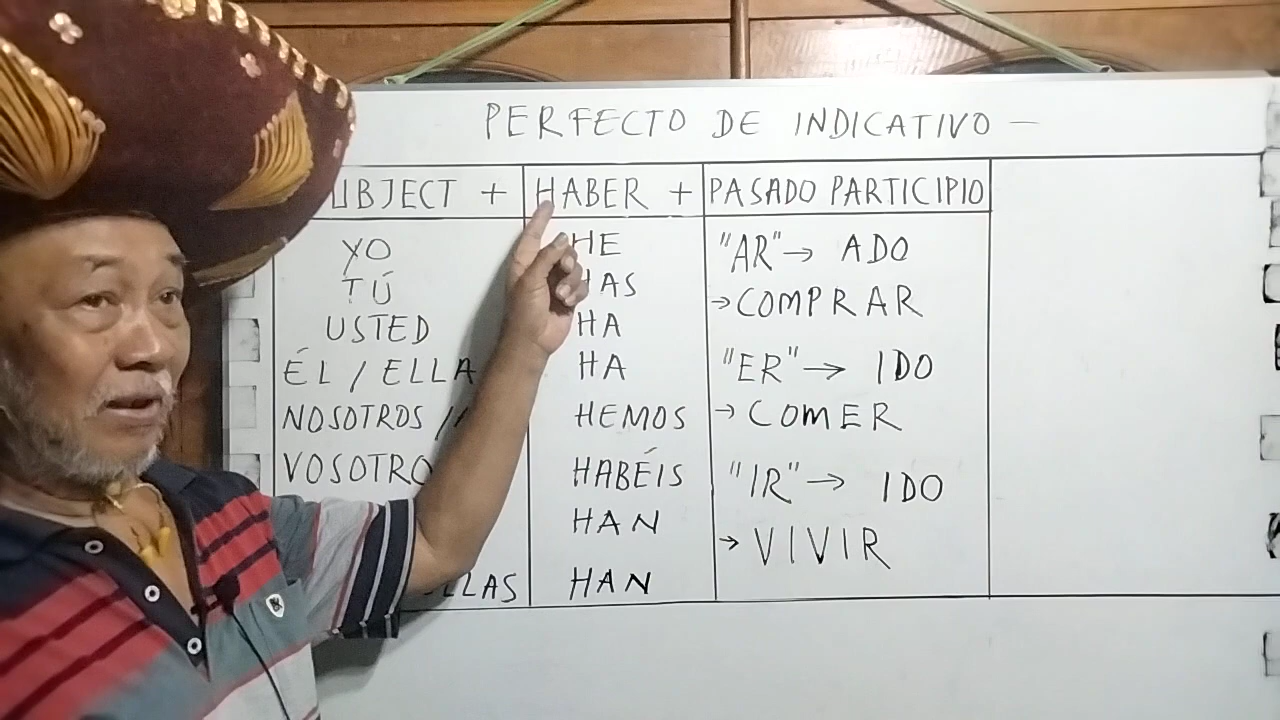 PERFECTO DE INDICATIVO —
UBJECT + HABER + PASADO PARTICIPIO
YO HE "AR" → ADO
TÚ HAS → COMPRAR
USTED HA
ÉL / ELLA HA "ER" → IDO
NOSOTROS / HEMOS → COMER
VOSOTRO HABÉIS "IR" → IDO
HAN → VIVIR
LLAS HAN